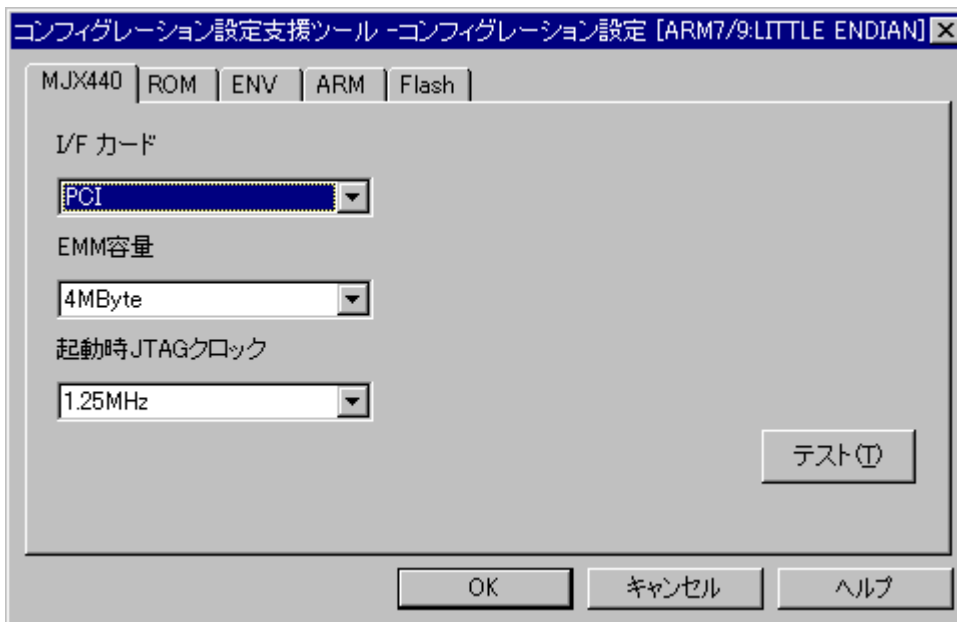 コンフィグレーション設定支援ツール -コンフィグレーション設定 [ARM7/9:LITTLE ENDIAN]
MJX440 ROM ENV ARM Flash
I/F カード
PCI
EMM容量
4MByte
起動時JTAGクロック
1.25MHz
テスト(T)
OK キャンセル ヘルプ